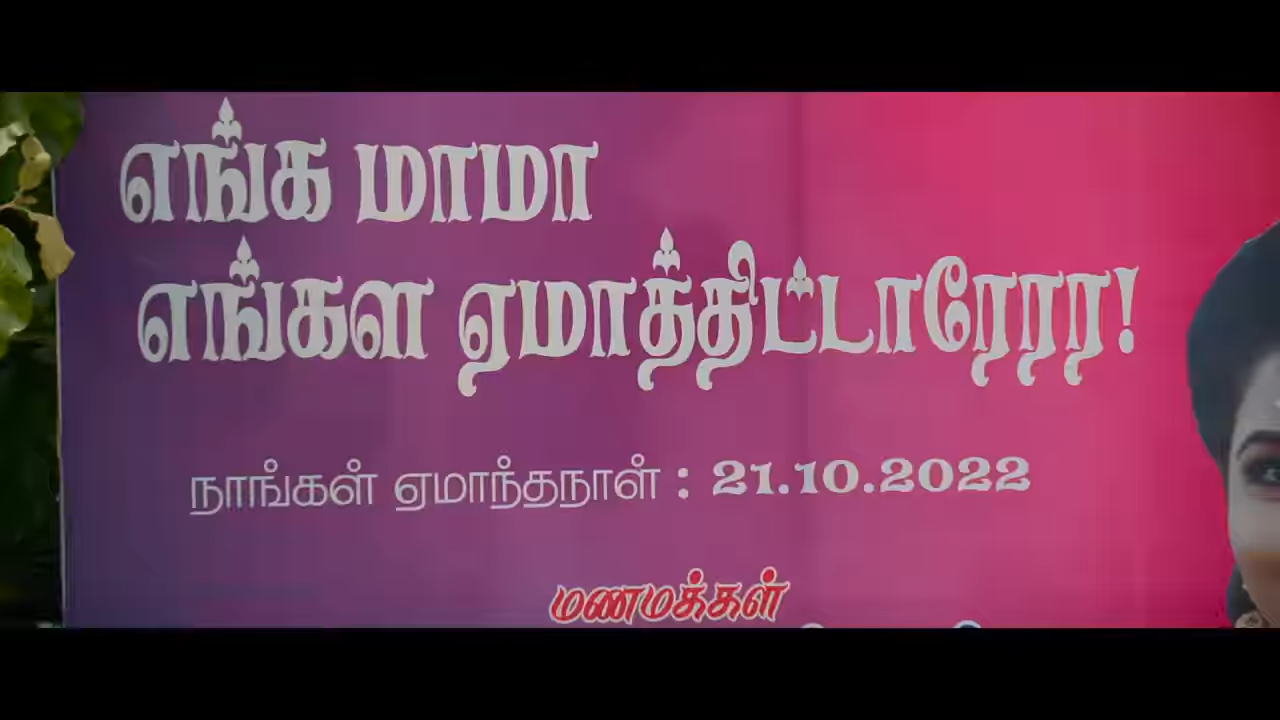 எங்க மாமா
எங்கள ஏமாத்திட்டாரேரர!
நாங்கள் ஏமாந்தநாள் : 21.10.2022
மணமக்கள்